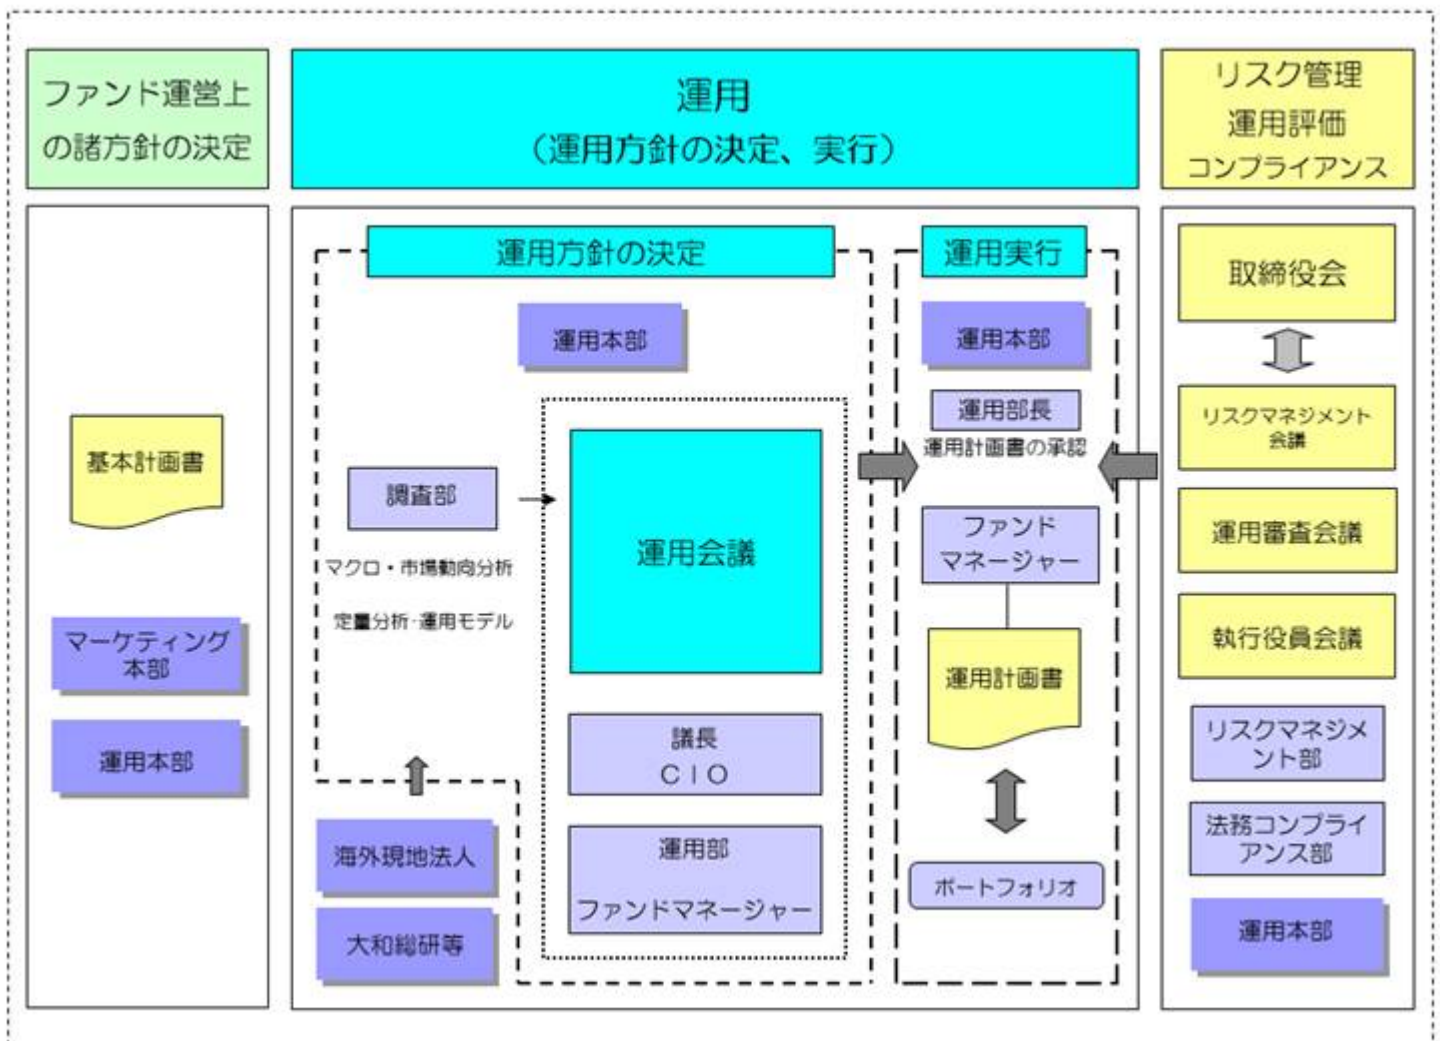 ファンド運営上
の諸方針の決定
運用
（運用方針の決定、実行）
リスク管理
運用評価
コンプライアンス
基本計画書
マーケティング
本部
運用本部
運用方針の決定
運用本部
調査部
マクロ・市場動向分析
定量分析･運用モデル
運用会議
議長
ＣＩＯ
運用部
ファンドマネージャー
海外現地法人
大和総研等
運用実行
運用本部
運用部長
運用計画書の承認
ファンド
マネージャー
運用計画書
ポートフォリオ
取締役会
リスクマネジメント
会議
運用審査会議
執行役員会議
リスクマネジメ
ント部
法務コンプライ
アンス部
運用本部